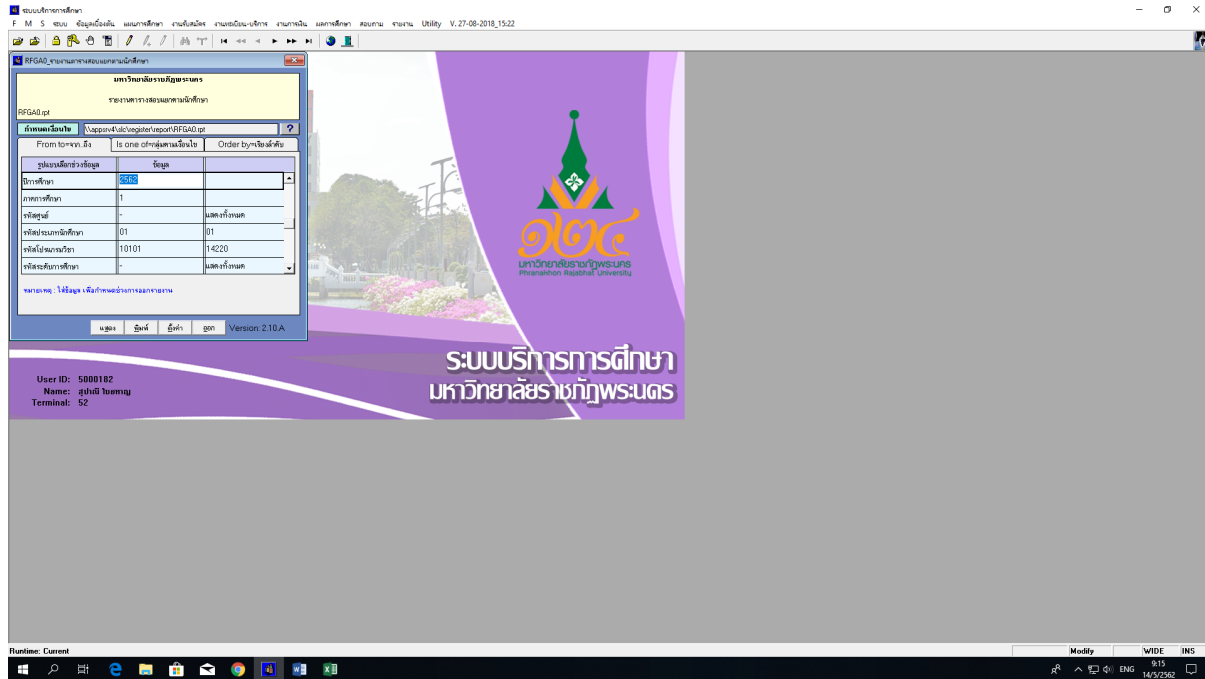 ระบบบริการการศึกษา
F M S ระบบ ข้อมูลเบื้องต้น แผนการศึกษา งานรับสมัคร งานทะเบียน-บริการ งานการเงิน ผลการศึกษา สอบถาม รายงาน Utility V. 27-08-2018_15:22
RFGA0_รายงานตารางสอบแยกตามนักศึกษา
มหาวิทยาลัยราชภัฏพระนคร
รายงานตารางสอบแยกตามนักศึกษา
RFGA0.rpt
กำหนดเงื่อนไข \\appsrv4\slc\register\report\RFGA0.rpt ?
From to=จาก..ถึง Is one of=กลุ่มตามเงื่อนไข Order by=เรียงลำดับ
รูปแบบเลือกช่วงข้อมูล ข้อมูล
ปีการศึกษา 2562
ภาคการศึกษา 1
รหัสศูนย์ - แสดงทั้งหมด
รหัสประเภทนักศึกษา 01 01
รหัสโปรแกรมวิชา 10101 14220
รหัสระดับการศึกษา - แสดงทั้งหมด
หมายเหตุ : ใส่ข้อมูล เพื่อกำหนดช่วงการออกรายงาน
แสดง พิมพ์ ตั้งค่า ออก Version: 2.10.A
๑๒๔
มหาวิทยาลัยราชภัฏพระนคร
Phranakhon Rajabhat University
ระบบบริการการศึกษา
มหาวิทยาลัยราชภัฏพระนคร
User ID: 5000182
Name: สุปาณี
Terminal: 52
Runtime: Current Modify WIDE INS
ENG 9:15
14/5/2562